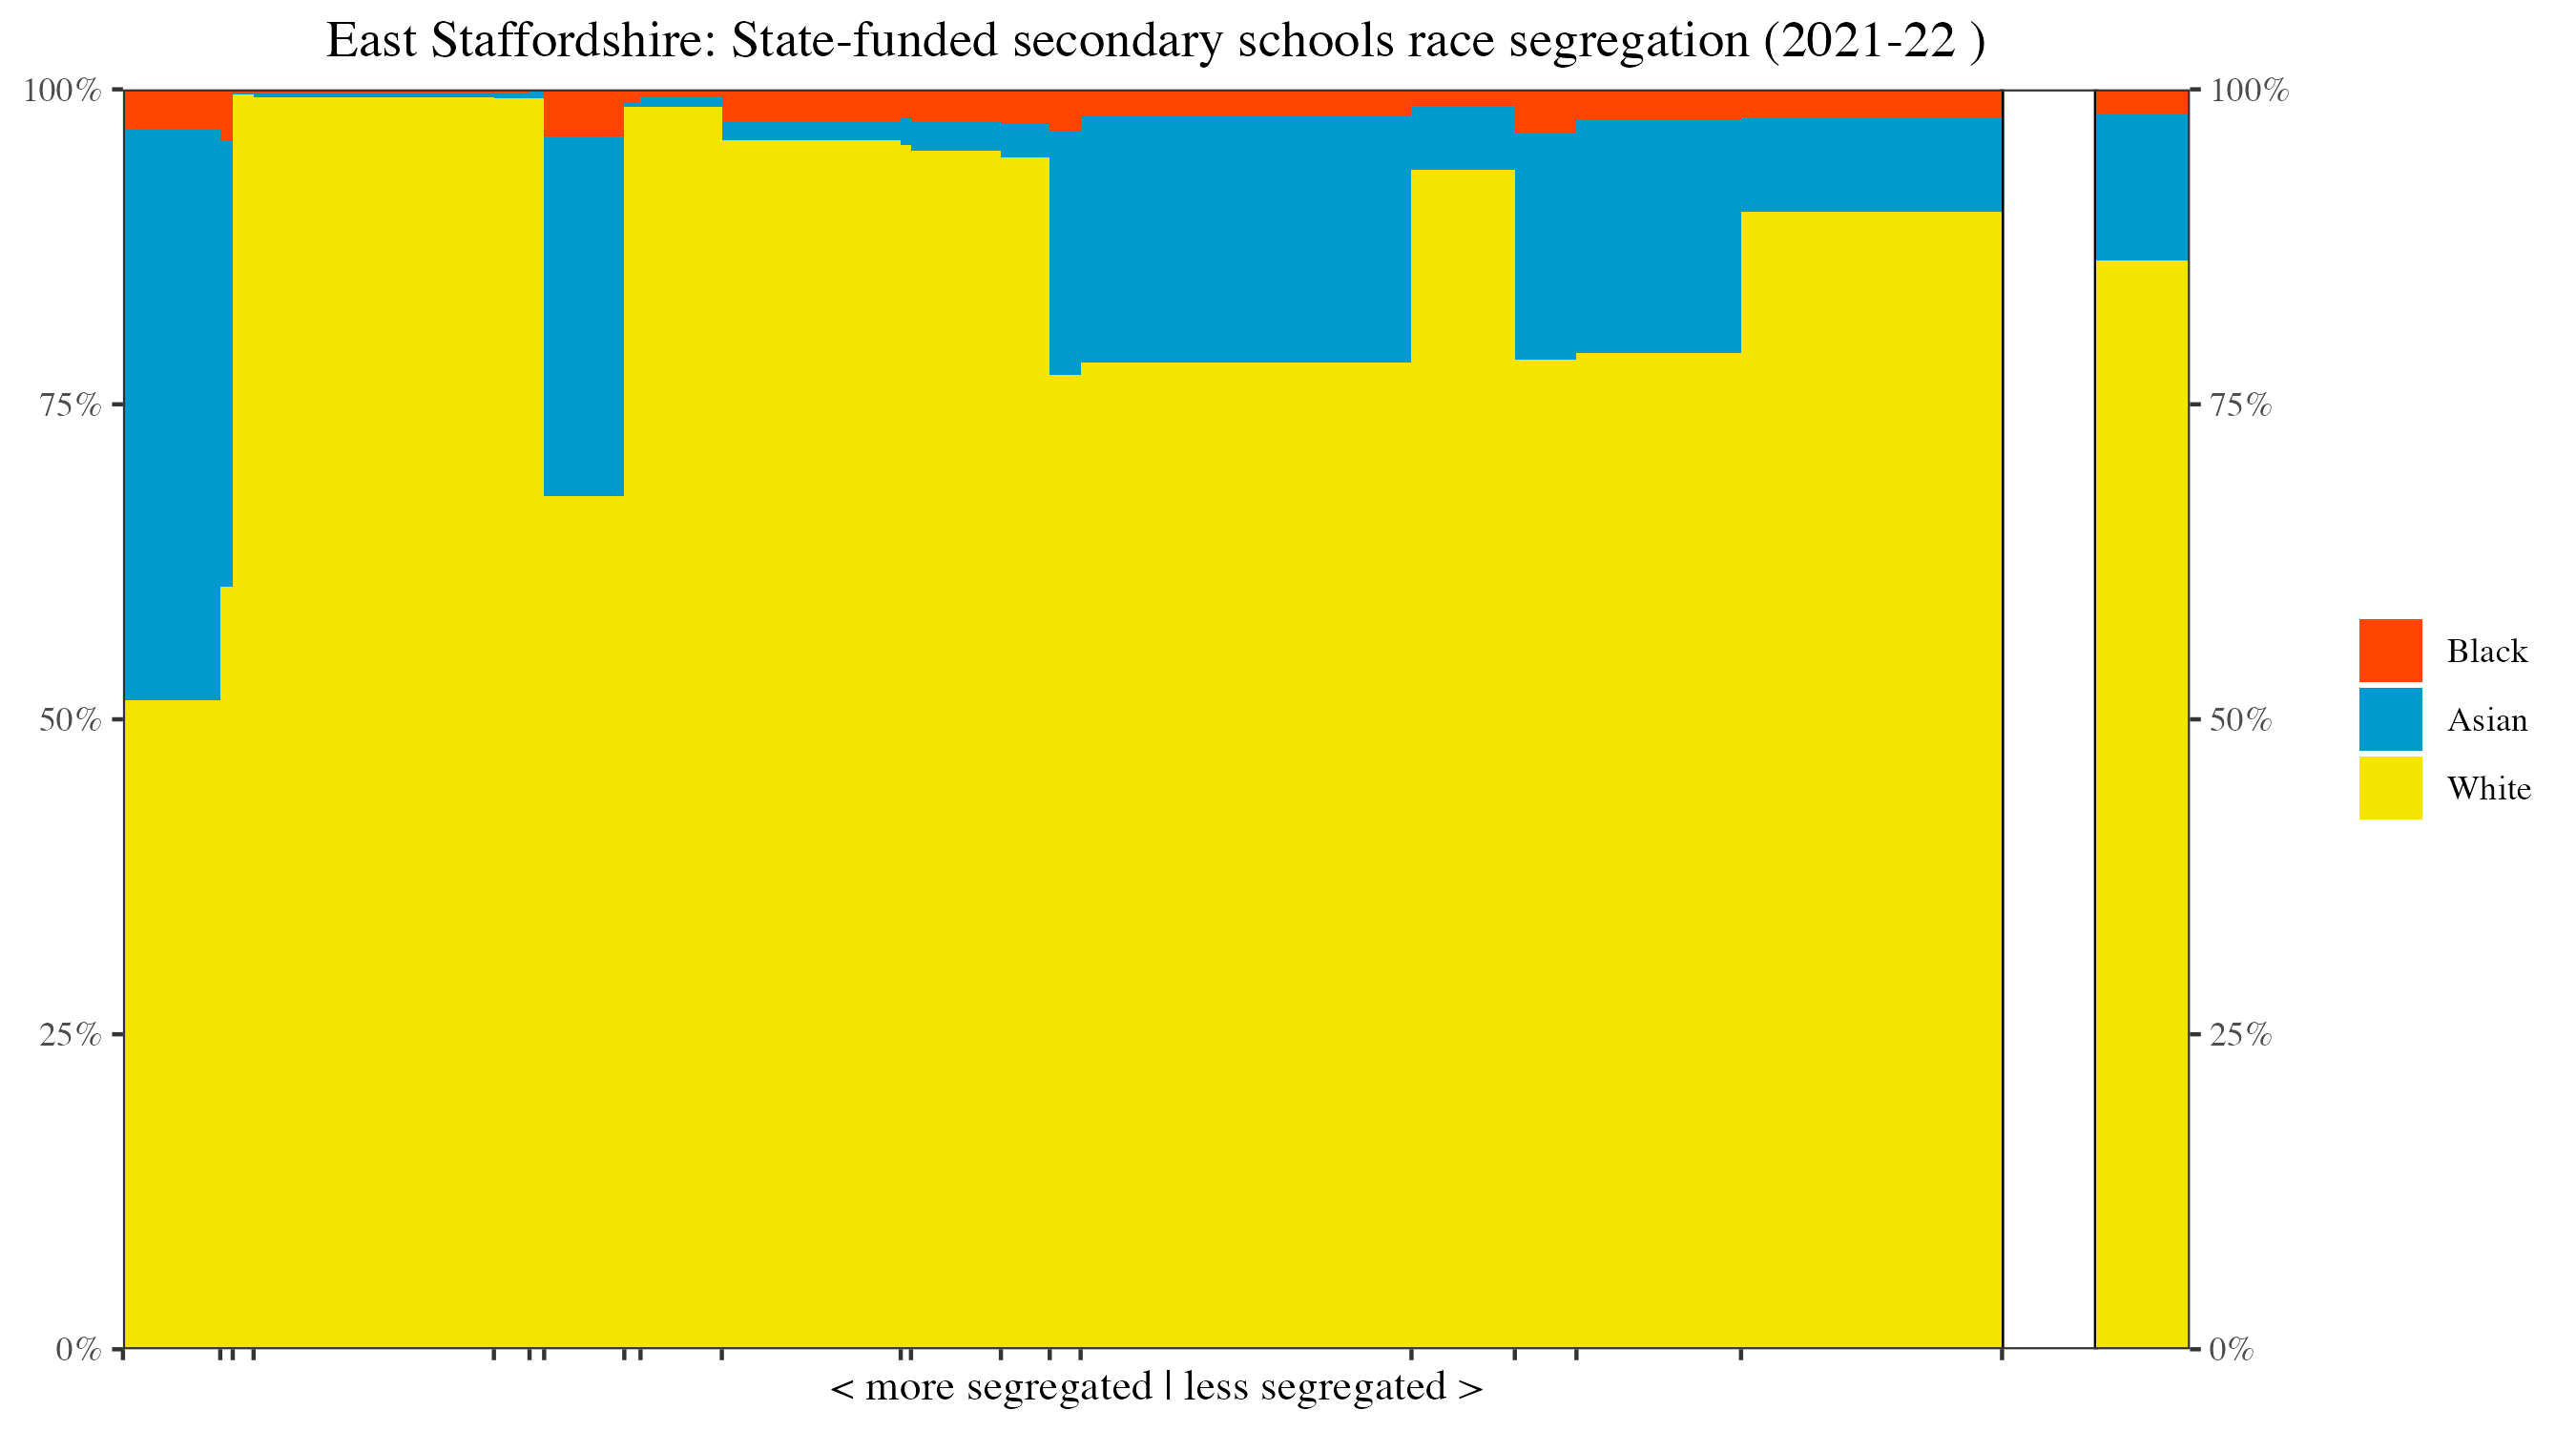 East Staffordshire: State-funded secondary schools race segregation (2021-22 )
100%
75%
50%
25%
0%
100%
75%
50%
25%
0%
Black
Asian
White
< more segregated | less segregated >